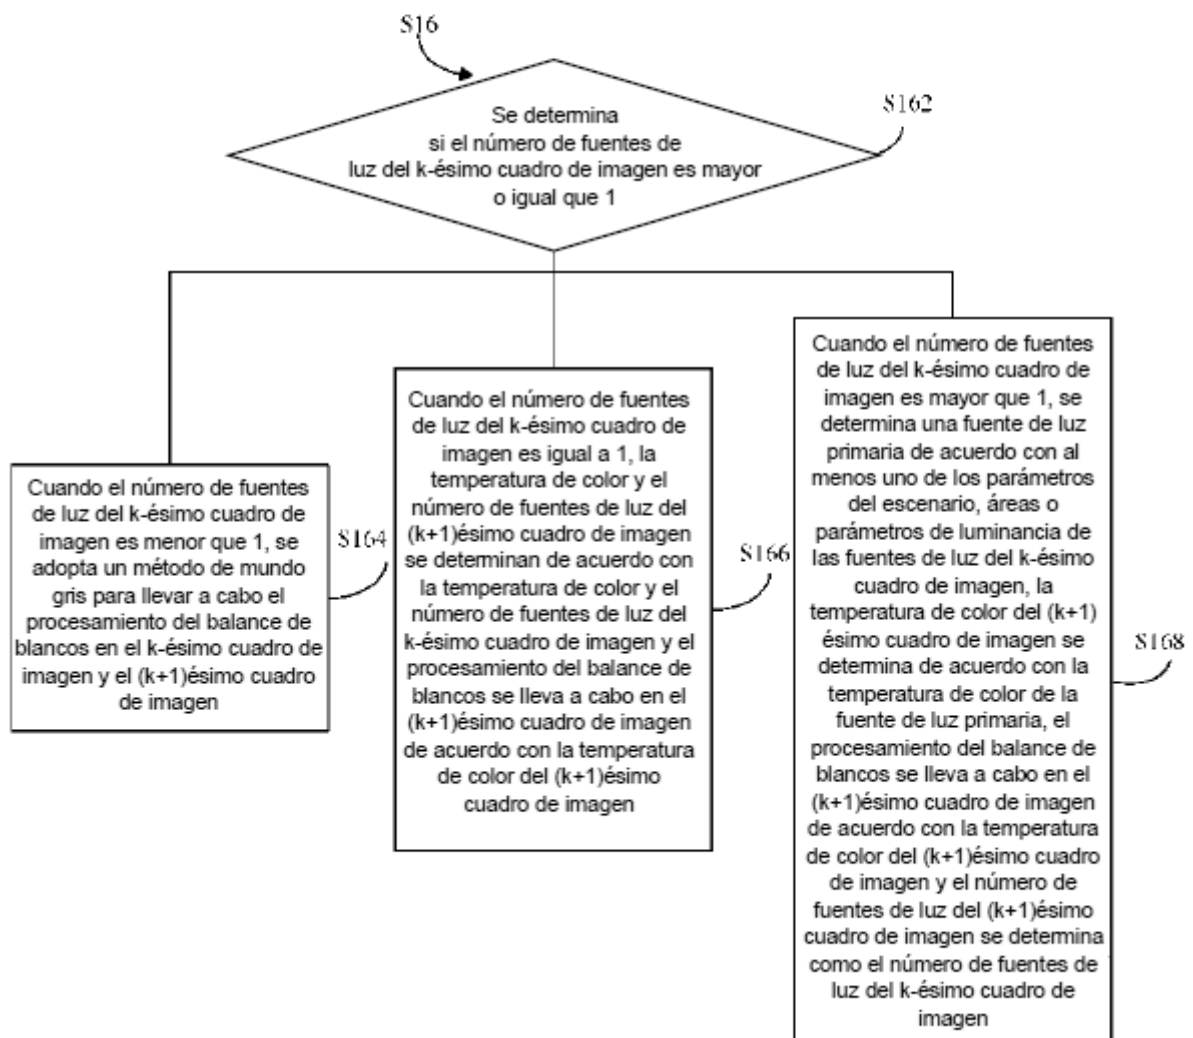 S16
Se determina
si el número de fuentes de
luz del k-ésimo cuadro de imagen es mayor
o igual que 1
S162
Cuando el número de fuentes
de luz del k-ésimo cuadro de
imagen es menor que 1, se
adopta un método de mundo
gris para llevar a cabo el
procesamiento del balance de
blancos en el k-ésimo cuadro de
imagen y el (k+1)ésimo cuadro
de imagen
S164
Cuando el número de fuentes
de luz del k-ésimo cuadro de
imagen es igual a 1, la
temperatura de color y el
número de fuentes de luz del
(k+1)ésimo cuadro de imagen
se determinan de acuerdo con
la temperatura de color y el
número de fuentes de luz del
k-ésimo cuadro de imagen y el
procesamiento del balance de
blancos se lleva a cabo en el
(k+1)ésimo cuadro de imagen
de acuerdo con la temperatura
de color del (k+1)ésimo
cuadro de imagen
S166
Cuando el número de fuentes
de luz del k-ésimo cuadro de
imagen es mayor que 1, se
determina una fuente de luz
primaria de acuerdo con al
menos uno de los parámetros
del escenario, áreas o
parámetros de luminancia de
las fuentes de luz del k-ésimo
cuadro de imagen, la
temperatura de color del (k+1)
ésimo cuadro de imagen se
determina de acuerdo con la
temperatura de color de la
fuente de luz primaria, el
procesamiento del balance de
blancos se lleva a cabo en el
(k+1)ésimo cuadro de imagen
de acuerdo con la temperatura
de color del (k+1)ésimo cuadro
de imagen y el número de
fuentes de luz del (k+1)ésimo
cuadro de imagen se determina
como el número de fuentes de
luz del k-ésimo cuadro de
imagen
S168